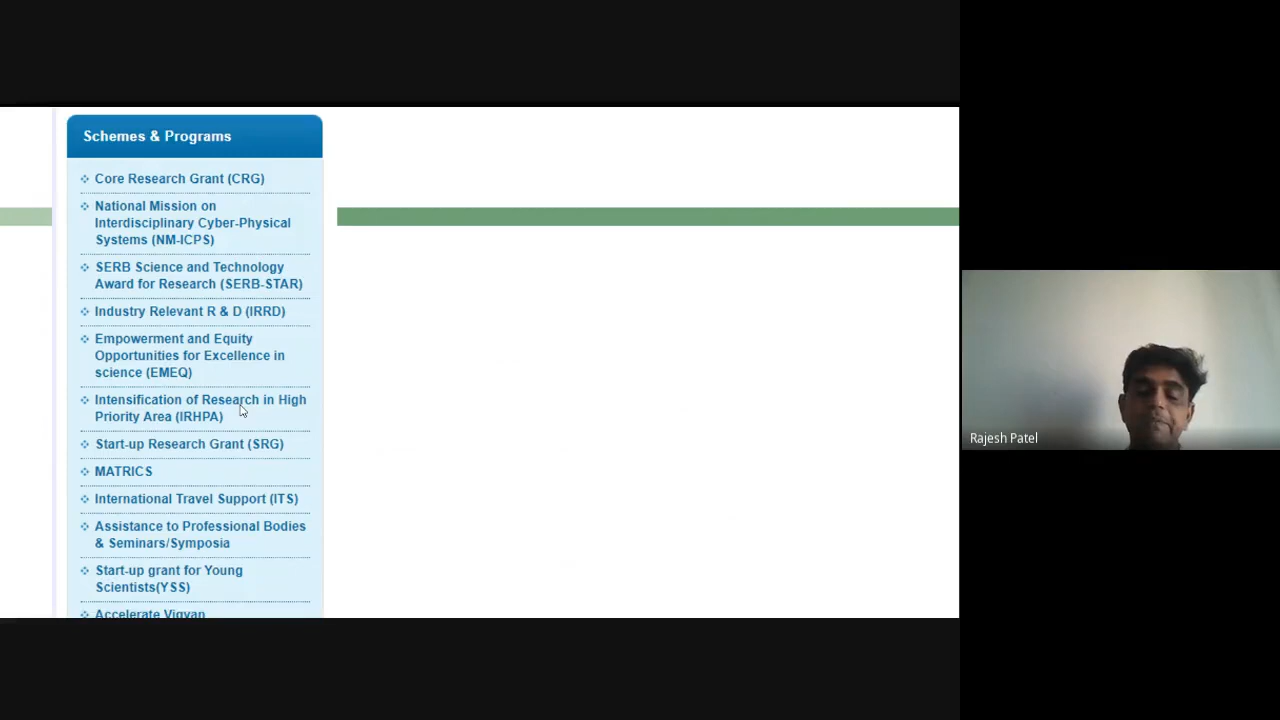 Schemes & Programs
Core Research Grant (CRG)
National Mission on
Interdisciplinary Cyber-Physical
Systems (NM-ICPS)
SERB Science and Technology
Award for Research (SERB-STAR)
Industry Relevant R & D (IRRD)
Empowerment and Equity
Opportunities for Excellence in
science (EMEQ)
Intensification of Research in High
Priority Area (IRHPA)
Start-up Research Grant (SRG)
MATRICS
International Travel Support (ITS)
Assistance to Professional Bodies
& Seminars/Symposia
Start-up grant for Young
Scientists(YSS)
Accelerate Vigyan
Rajesh Patel